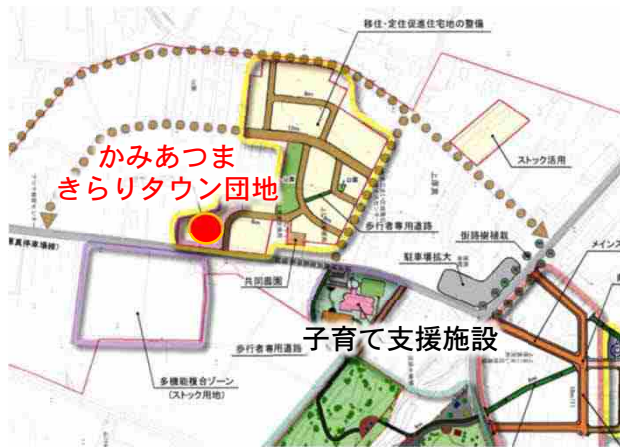 移住・定住促進住宅地の整備
かみあつま
きらりタウン団地
ストック活用
歩行者専用道路
街路樹植栽
駐車場拡大
メインス
共同農園
子育て支援施設
歩行者専用道路
多機能複合ゾーン
(ストック用地)